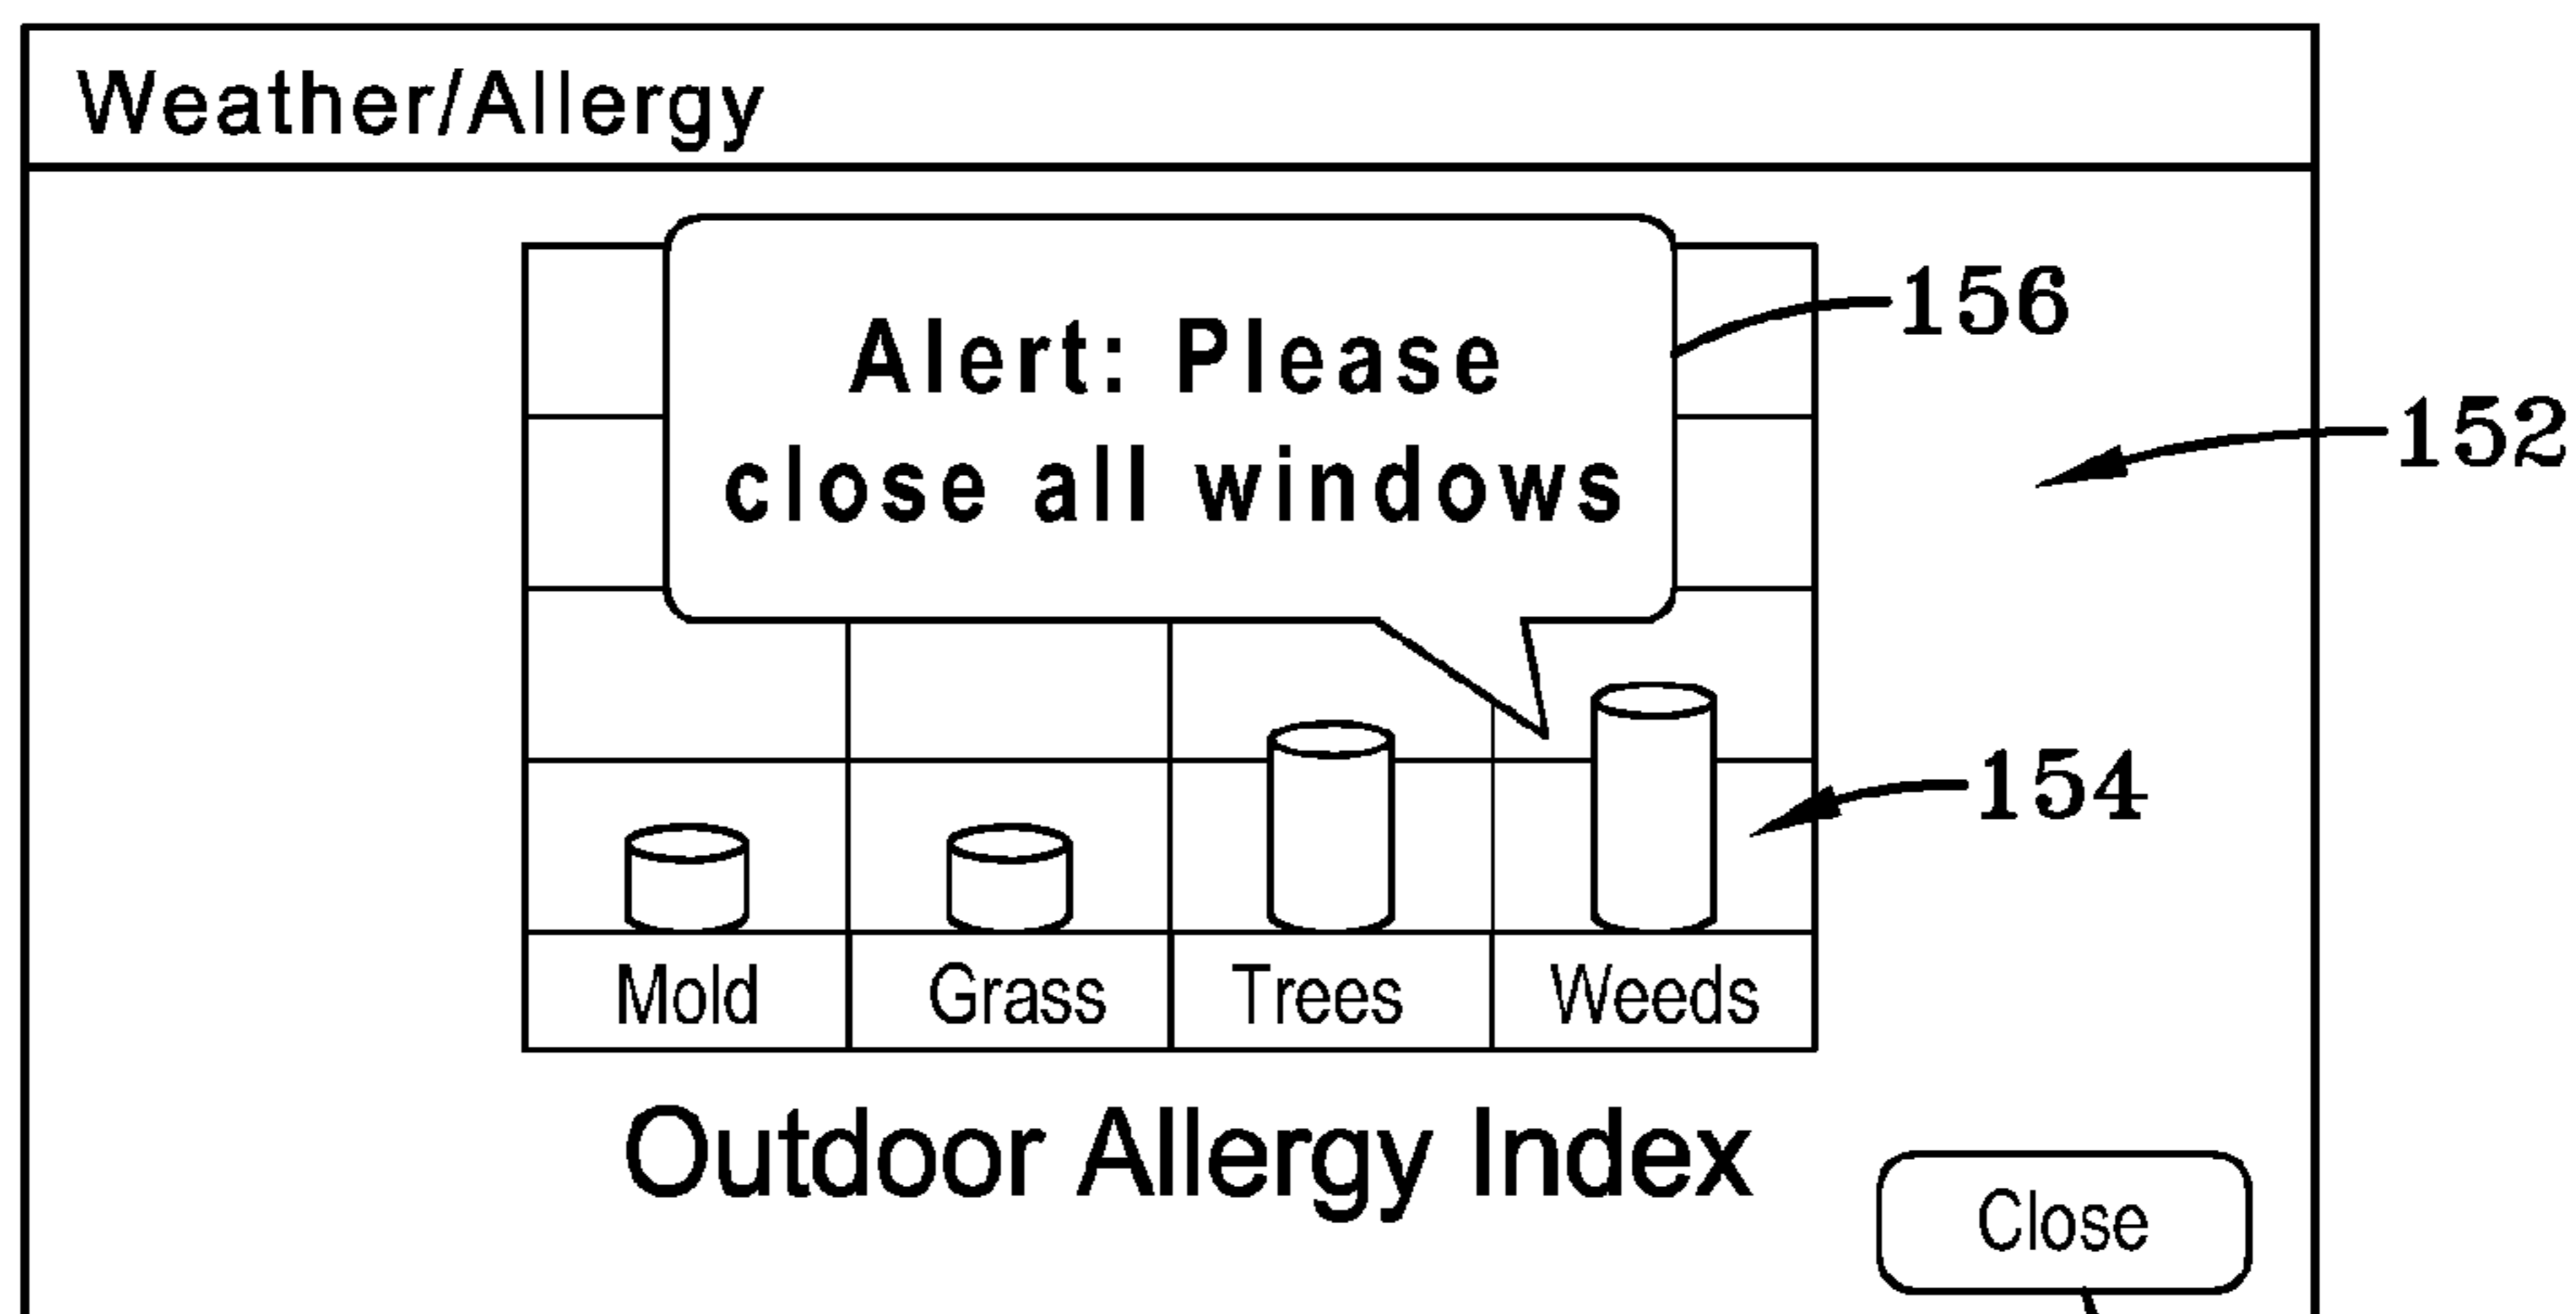 Weather/Allergy
Alert: Please
close all windows
156
152
154
Mold Grass Trees Weeds
Outdoor Allergy Index
Close